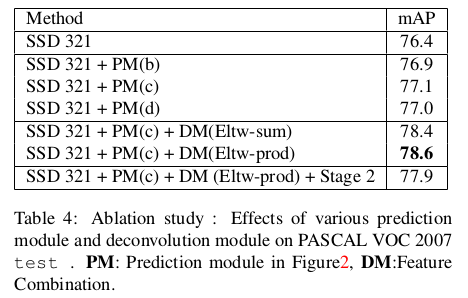 Method mAP
SSD 321 76.4
SSD 321 + PM(b) 76.9
SSD 321 + PM(c) 77.1
SSD 321 + PM(d) 77.0
SSD 321 + PM(c) + DM(Eltw-sum) 78.4
SSD 321 + PM(c) + DM(Eltw-prod) 78.6
SSD 321 + PM(c) + DM (Eltw-prod) + Stage 2 77.9
Table 4: Ablation study : Effects of various prediction
module and deconvolution module on PASCAL VOC 2007
test . PM: Prediction module in Figure2, DM:Feature
Combination.